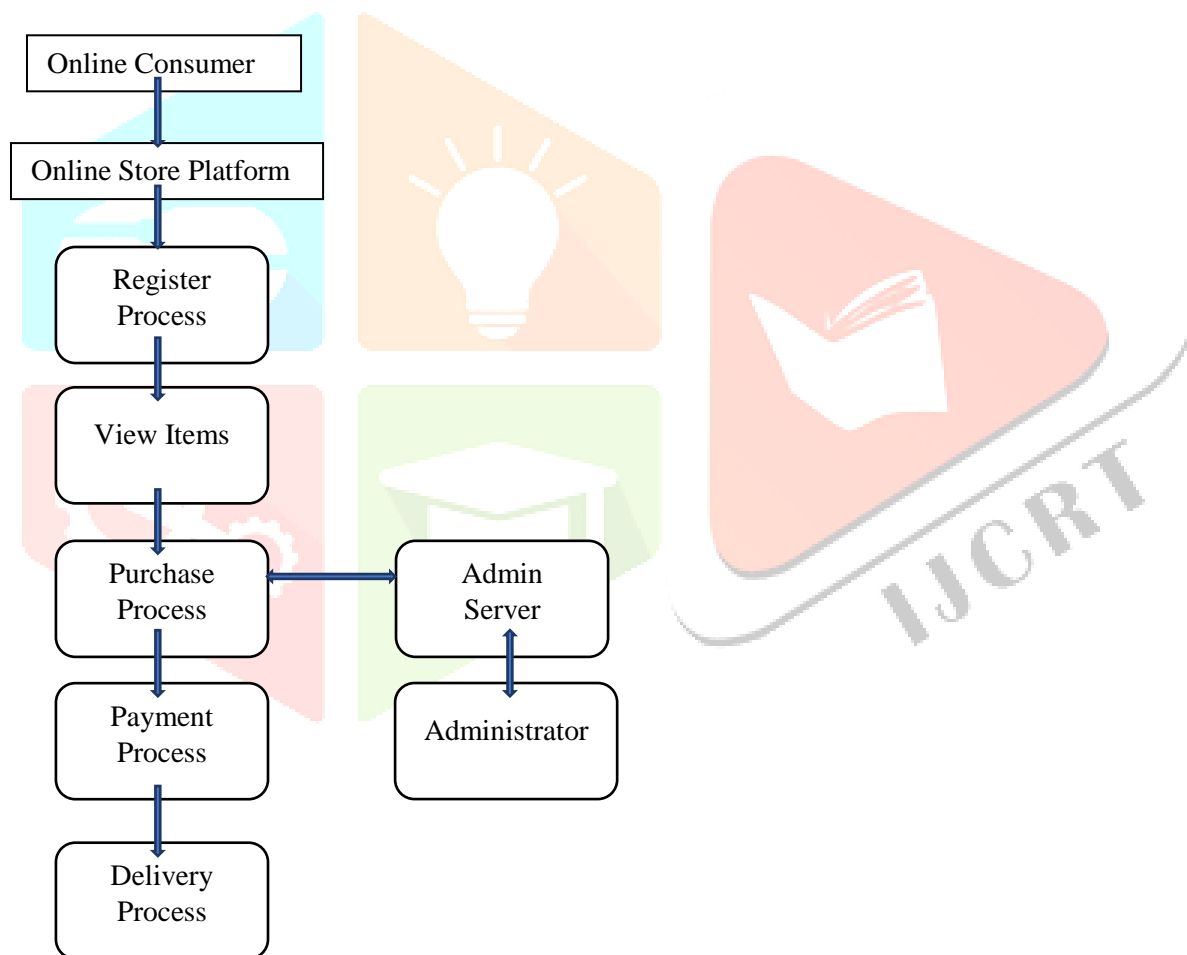 Online Consumer
Online Store Platform
Register
Process
View Items
Purchase
Process
Admin
Server
Payment
Process
Administrator
Delivery
Process
IJCRT